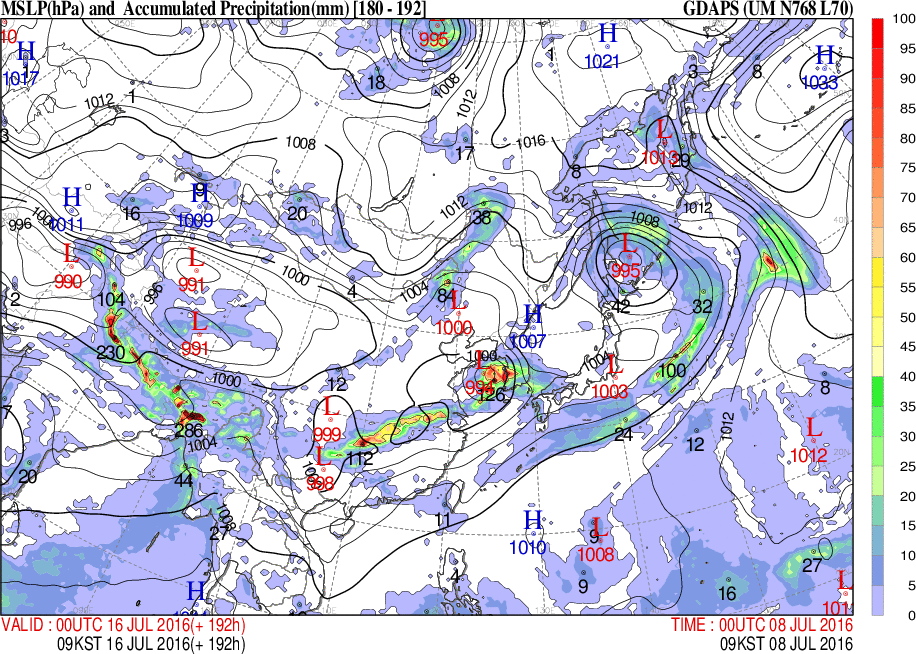 MSLP(hPa) and Accumulated Precipitation(mm) [180 - 192] GDAPS (UM N768 L70)
10 995 H 1 H 1021 3 8 H 1033 100
H 1017 18 1008 95
1012 1 1012 90
3 1008 17 1016 L 1013 29 85
8 80
H 1011 16 9 H 1009 20 1012 38 1008 1012 75
996 70
L 990 L 991 1000 L 995 65
2 104 996 4 1004 84 42 32 60
L 991 L 1000 H 1007 55
230 1000 1004 50
1000 12 126 L 1003 100 8 45
7 L 999 40
286 1004 112 24 12 1012 L 1012 35
20 44 L 998 30
27 11 H 1010 9 L 1008 25
27 20
4 9 16 15
H L 10
5
0
VALID : 00UTC 16 JUL 2016(+ 192h) TIME : 00UTC 08 JUL 2016
09KST 16 JUL 2016(+ 192h) 09KST 08 JUL 2016